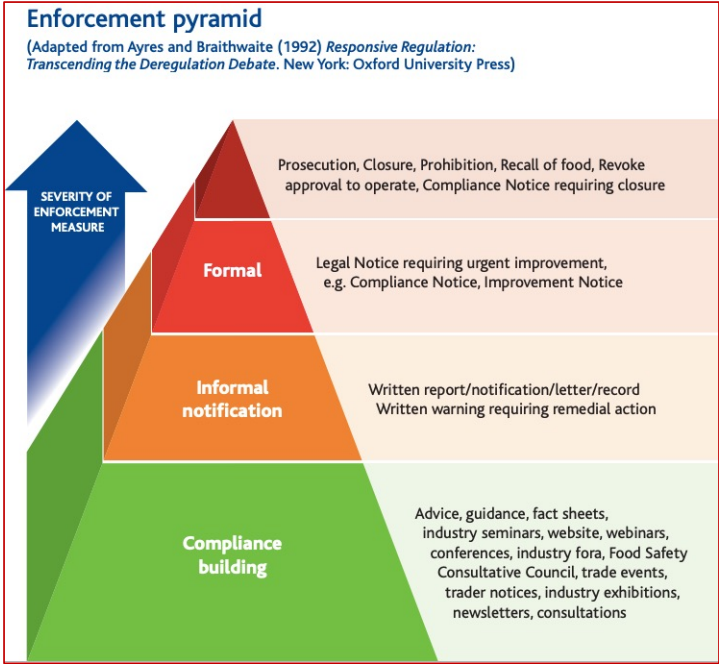 Enforcement pyramid
(Adapted from Ayres and Braithwaite (1992) Responsive Regulation:
Transcending the Deregulation Debate. New York: Oxford University Press)
SEVERITY OF
ENFORCEMENT
MEASURE
Prosecution, Closure, Prohibition, Recall of food, Revoke
approval to operate, Compliance Notice requiring closure
Formal
Legal Notice requiring urgent improvement,
e.g. Compliance Notice, Improvement Notice
Informal
notification
Written report/notification/letter/record
Written warning requiring remedial action
Compliance
building
Advice, guidance, fact sheets,
industry seminars, website, webinars,
conferences, industry fora, Food Safety
Consultative Council, trade events,
trader notices, industry exhibitions,
newsletters, consultations